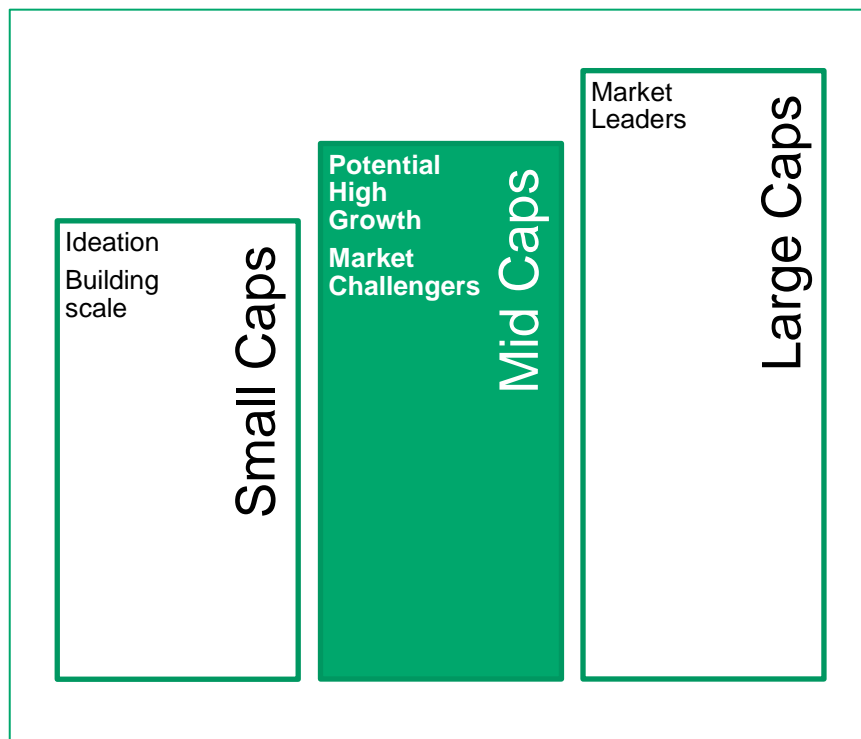 Ideation
Building
scale
Small Caps
Potential
High
Growth
Market
Challengers
Mid Caps
Market
Leaders
Large Caps